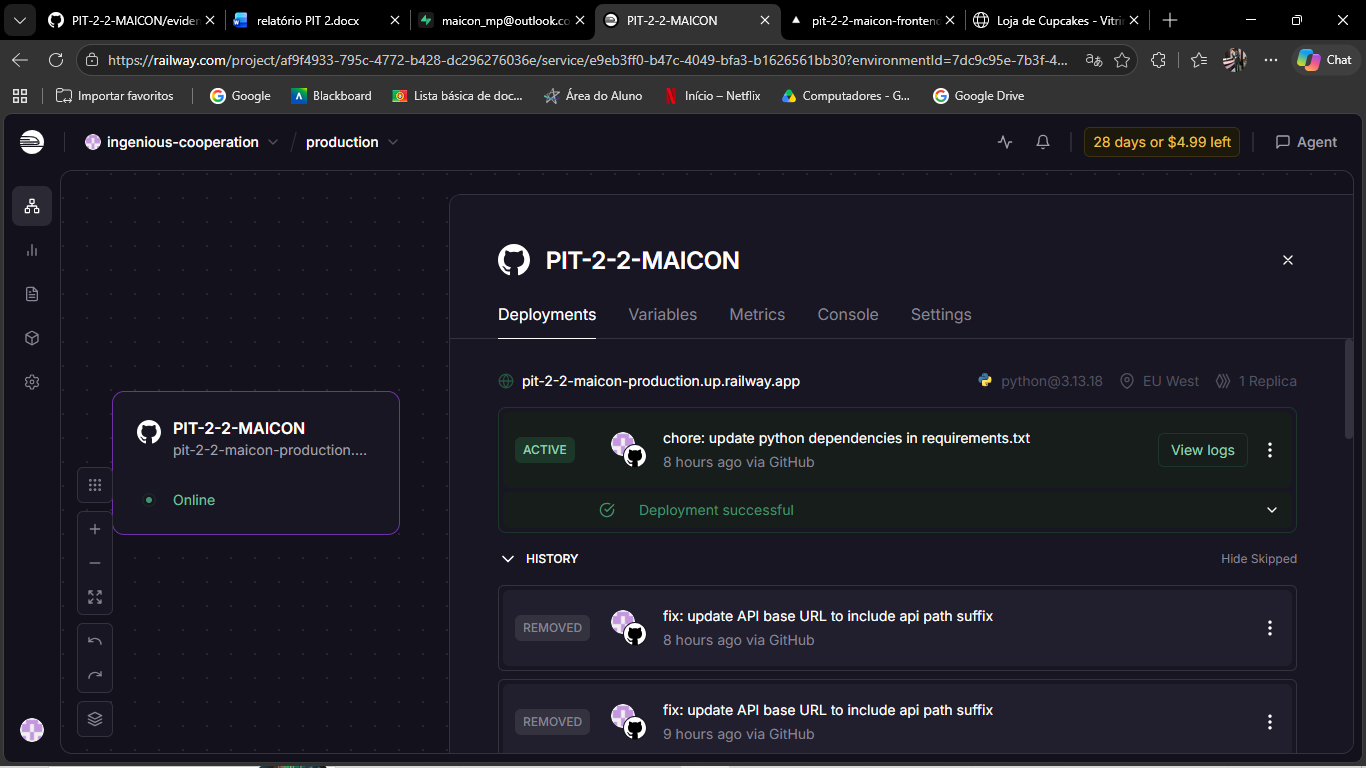 PIT-2-2-MAICON/eviden
relatório PIT 2.docx
maicon_mp@outlook.co
PIT-2-2-MAICON
pit-2-2-maicon-frontend
Loja de Cupcakes - Vitri
https://railway.com/project/af9f4933-795c-4772-b428-dc296276036e/service/e9eb3ff0-b47c-4049-bfa3-b1626561bb30?environmentId=7dc9c95e-7b3f-4...
Chat
Importar favoritos
Google
Blackboard
Lista básica de doc...
Área do Aluno
Início – Netflix
Computadores - G...
Google Drive
ingenious-cooperation
/
production
28 days or $4.99 left
Agent
PIT-2-2-MAICON
Deployments
Variables
Metrics
Console
Settings
pit-2-2-maicon-production.up.railway.app
python@3.13.18
EU West
1 Replica
PIT-2-2-MAICON
pit-2-2-maicon-production....
Online
ACTIVE
chore: update python dependencies in requirements.txt
8 hours ago via GitHub
View logs
Deployment successful
HISTORY
Hide Skipped
REMOVED
fix: update API base URL to include api path suffix
8 hours ago via GitHub
REMOVED
fix: update API base URL to include api path suffix
9 hours ago via GitHub